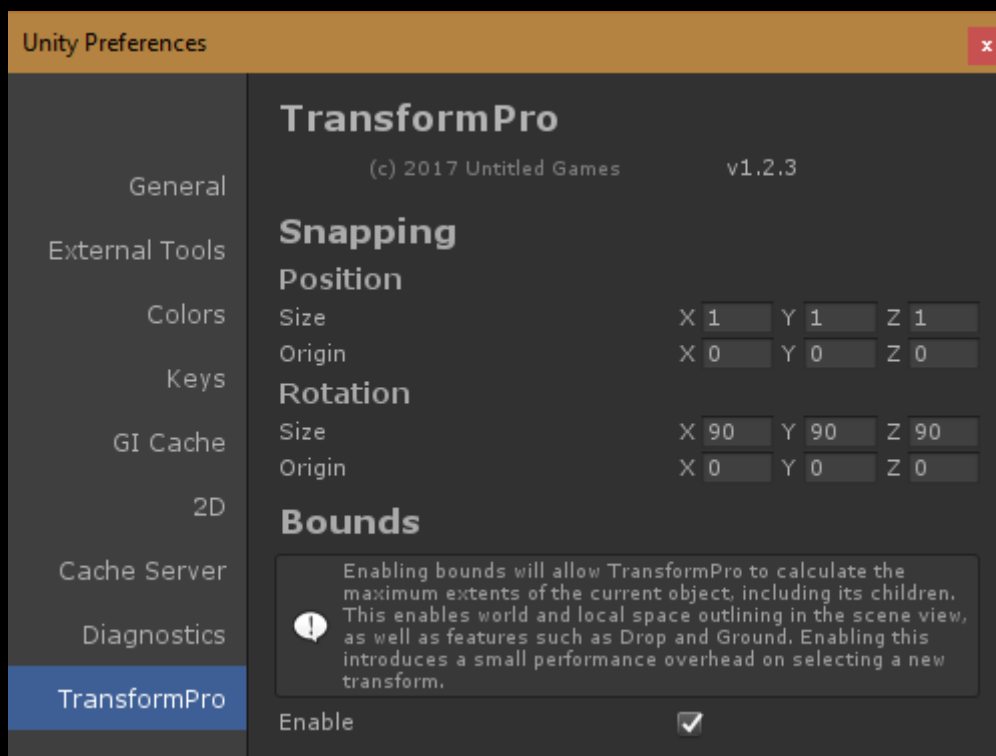 Unity Preferences
x
General
External Tools
Colors
Keys
GI Cache
2D
Cache Server
Diagnostics
TransformPro
TransformPro
(c) 2017 Untitled Games v1.2.3
Snapping
Position
Size X 1 Y 1 Z 1
Origin X 0 Y 0 Z 0
Rotation
Size X 90 Y 90 Z 90
Origin X 0 Y 0 Z 0
Bounds
Enabling bounds will allow TransformPro to calculate the
maximum extents of the current object, including its children.
This enables world and local space outlining in the scene view,
as well as features such as Drop and Ground. Enabling this
introduces a small performance overhead on selecting a new
transform.
Enable